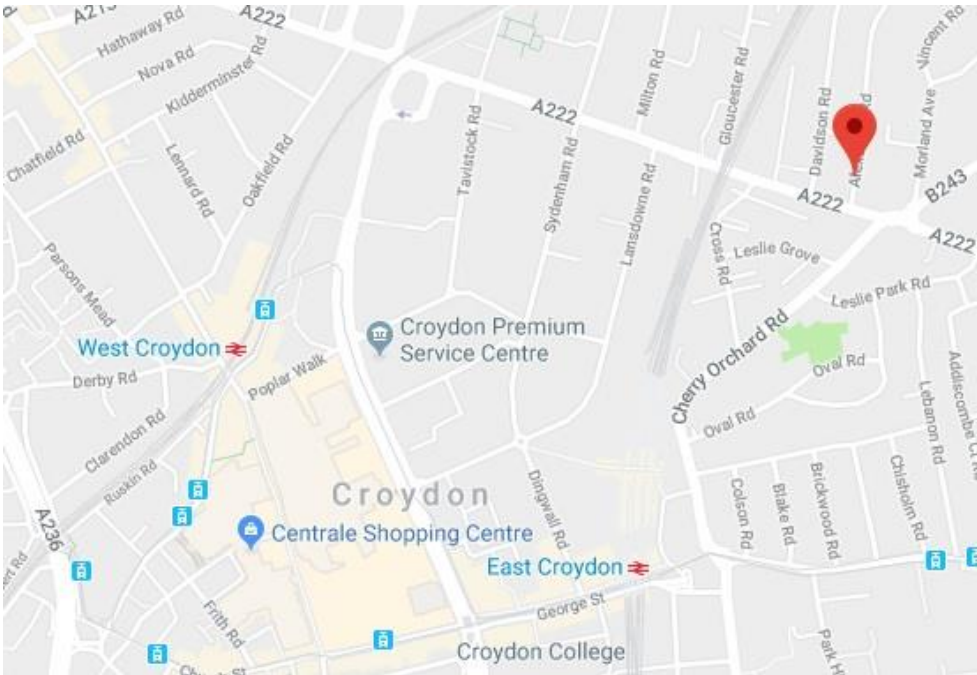 A222
Hathaway Rd
Nova Rd
Kidderminster Rd
Chatfield Rd
Lennard Rd
Oakfield Rd
Tavistock Rd
A222
Milton Rd
Sydenham Rd
Lansdowne Rd
Gloucester Rd
Davidson Rd
Vincent Rd
Morland Ave
B243
A222
A222
Cross Rd
Leslie Grove
Leslie Park Rd
Parsons Mead
West Croydon
Derby Rd
Poplar Walk
Croydon Premium
Service Centre
Cherry Orchard Rd
Oval Rd
Oval Rd
Lebanon Rd
Clarendon Rd
Ruskin Rd
A236
Croydon
Centrale Shopping Centre
Dingwall Rd
Colson Rd
Blake Rd
Brickwood Rd
Chisholm Rd
East Croydon
George St
Frith Rd
Croydon College